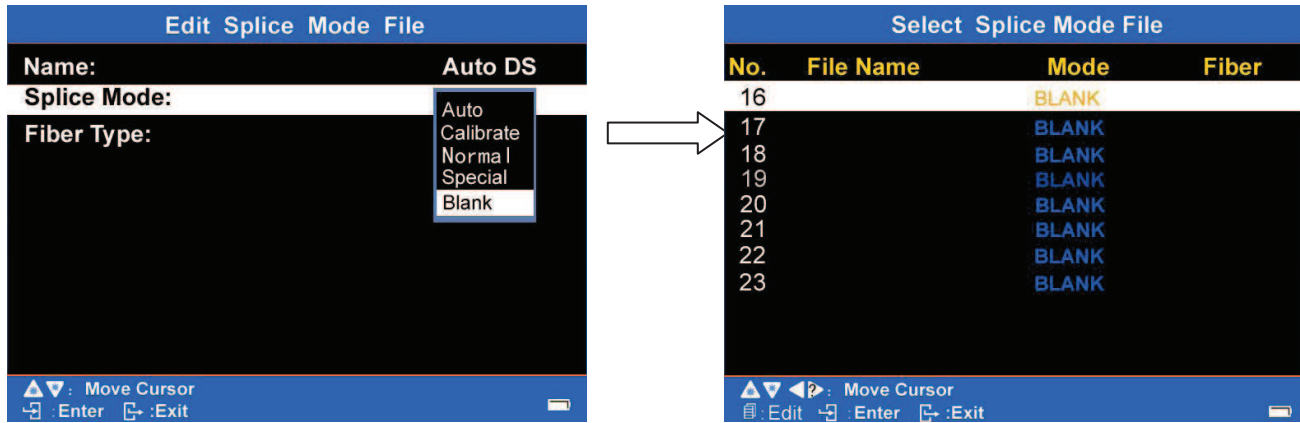 Edit Splice Mode File
Name: Auto DS
Splice Mode:
Fiber Type:
Auto
Calibrate
Normal
Special
Blank
: Move Cursor
:Enter :Exit
Select Splice Mode File
No. File Name Mode Fiber
16 BLANK
17 BLANK
18 BLANK
19 BLANK
20 BLANK
21 BLANK
22 BLANK
23 BLANK
?: Move Cursor
:Edit :Enter :Exit